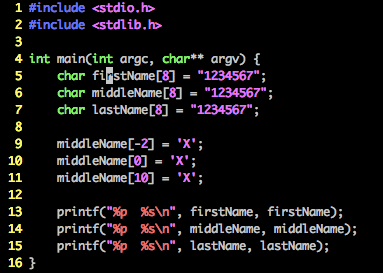 1 #include <stdio.h>
2 #include <stdlib.h>
3
4 int main(int argc, char** argv) {
5     char firstName[8] = "1234567";
6     char middleName[8] = "1234567";
7     char lastName[8] = "1234567";
8
9     middleName[-2] = 'X';
10     middleName[0] = 'X';
11     middleName[10] = 'X';
12
13     printf("%p  %s\n", firstName, firstName);
14     printf("%p  %s\n", middleName, middleName);
15     printf("%p  %s\n", lastName, lastName);
16 }